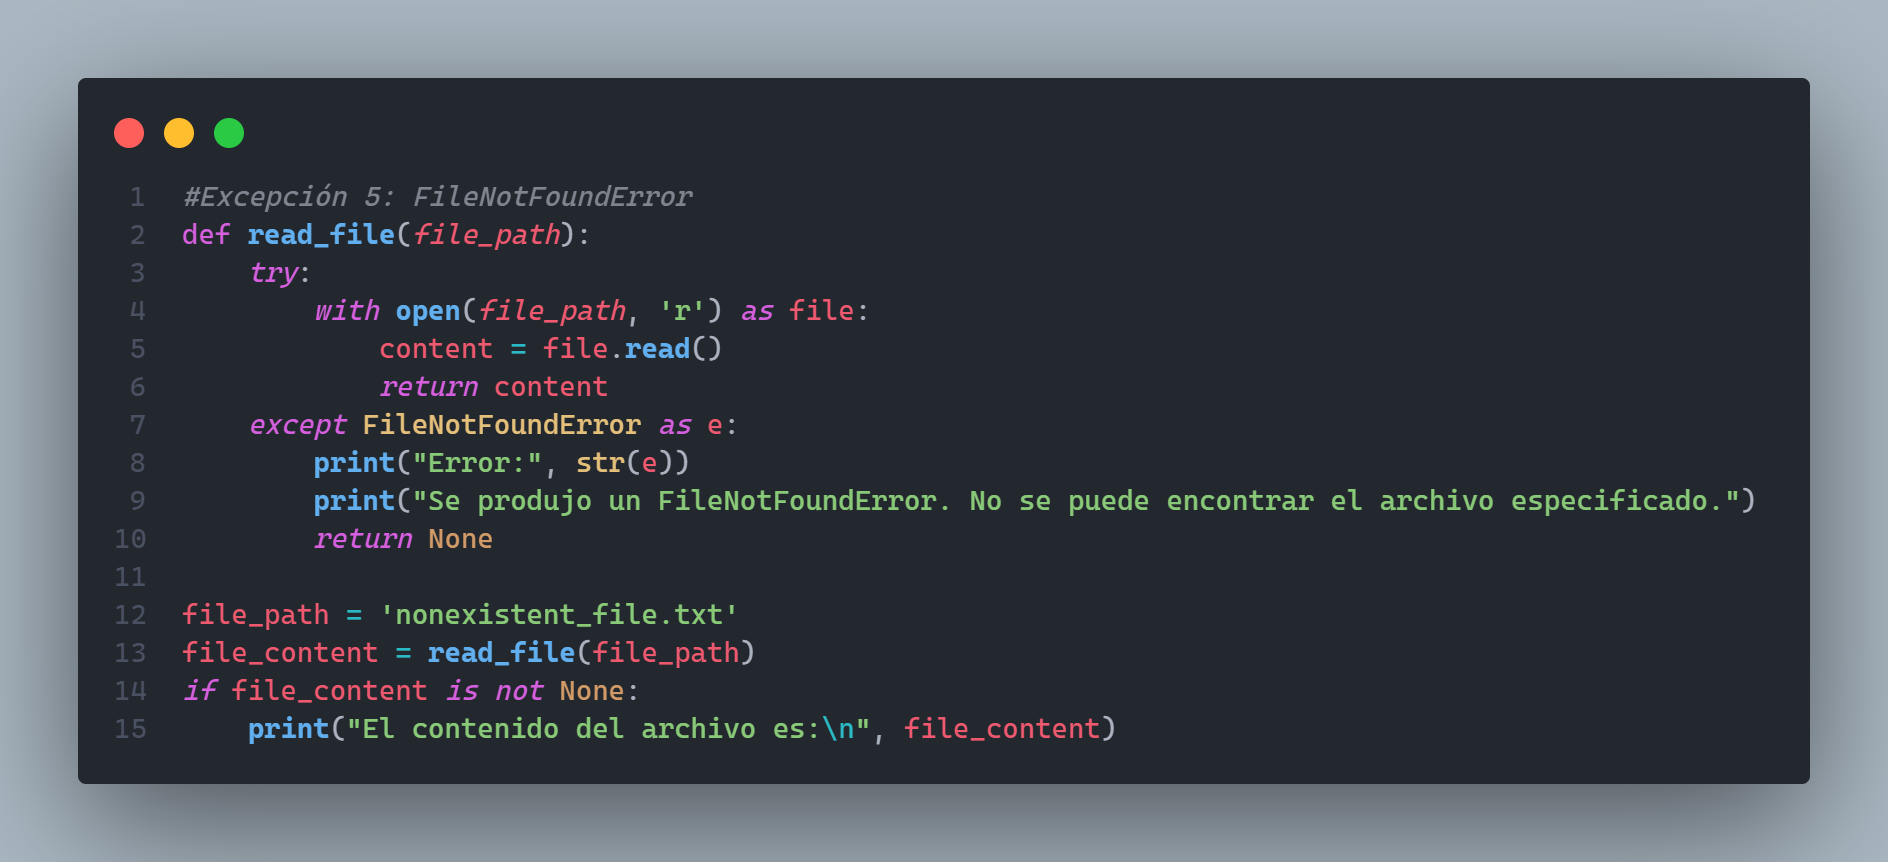 1 #Excepción 5: FileNotFoundError
2 def read_file(file_path):
3     try:
4         with open(file_path, 'r') as file:
5             content = file.read()
6             return content
7     except FileNotFoundError as e:
8         print("Error:", str(e))
9         print("Se produjo un FileNotFoundError. No se puede encontrar el archivo especificado.")
10         return None
11
12 file_path = 'nonexistent_file.txt'
13 file_content = read_file(file_path)
14 if file_content is not None:
15     print("El contenido del archivo es:\n", file_content)